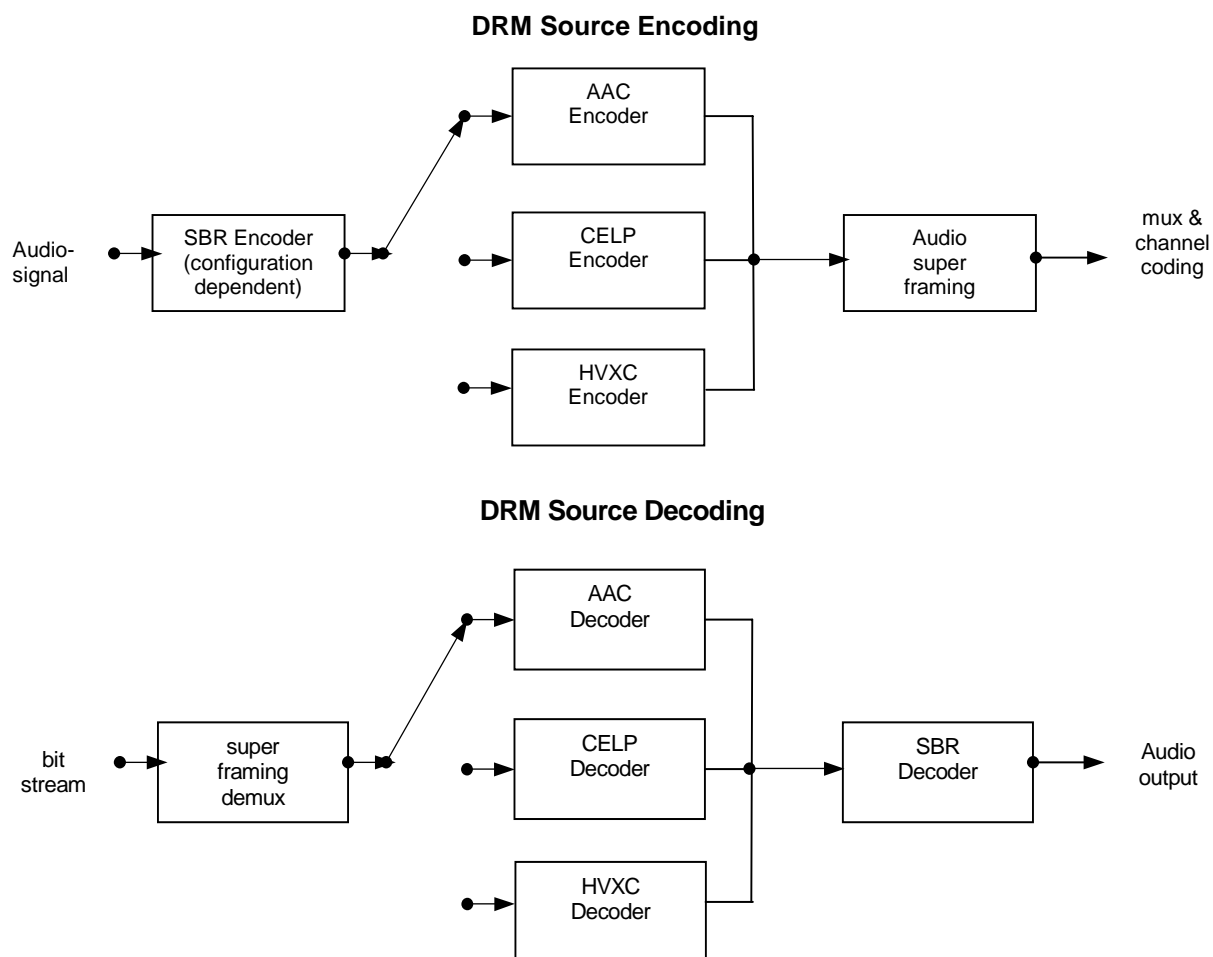 DRM Source Encoding
AAC
Encoder
Audio-
signal
SBR Encoder
(configuration
dependent)
CELP
Encoder
Audio
super
framing
mux &
channel
coding
HVXC
Encoder
DRM Source Decoding
AAC
Decoder
bit
stream
super
framing
demux
CELP
Decoder
SBR
Decoder
Audio
output
HVXC
Decoder